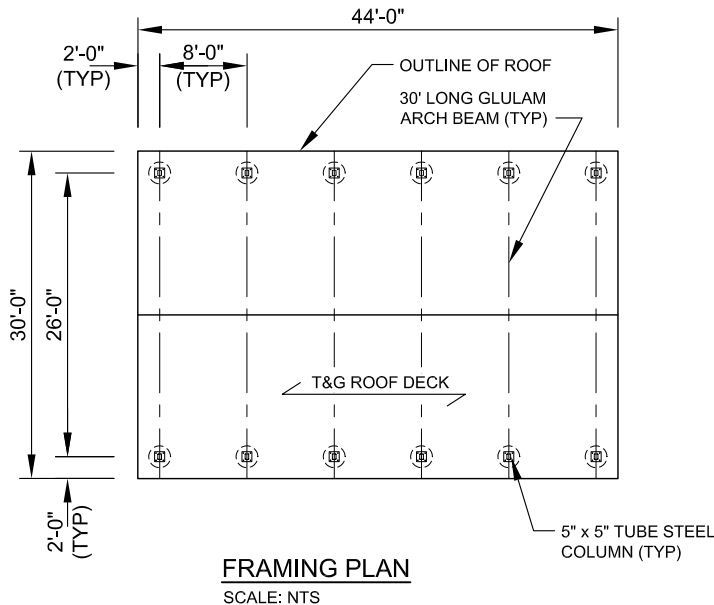 44'-0"
2'-0"
(TYP)
8'-0"
(TYP)
OUTLINE OF ROOF
30' LONG GLULAM
ARCH BEAM (TYP)
30'-0"
26'-0"
T&G ROOF DECK
2'-0"
(TYP)
5" x 5" TUBE STEEL
COLUMN (TYP)
FRAMING PLAN
SCALE: NTS